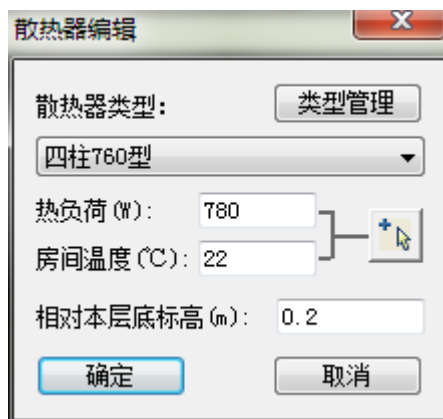 散热器编辑
散热器类型: 类型管理
四柱760型
热负荷(W): 780
房间温度(℃): 22
相对本层底标高(m): 0.2
确定 取消